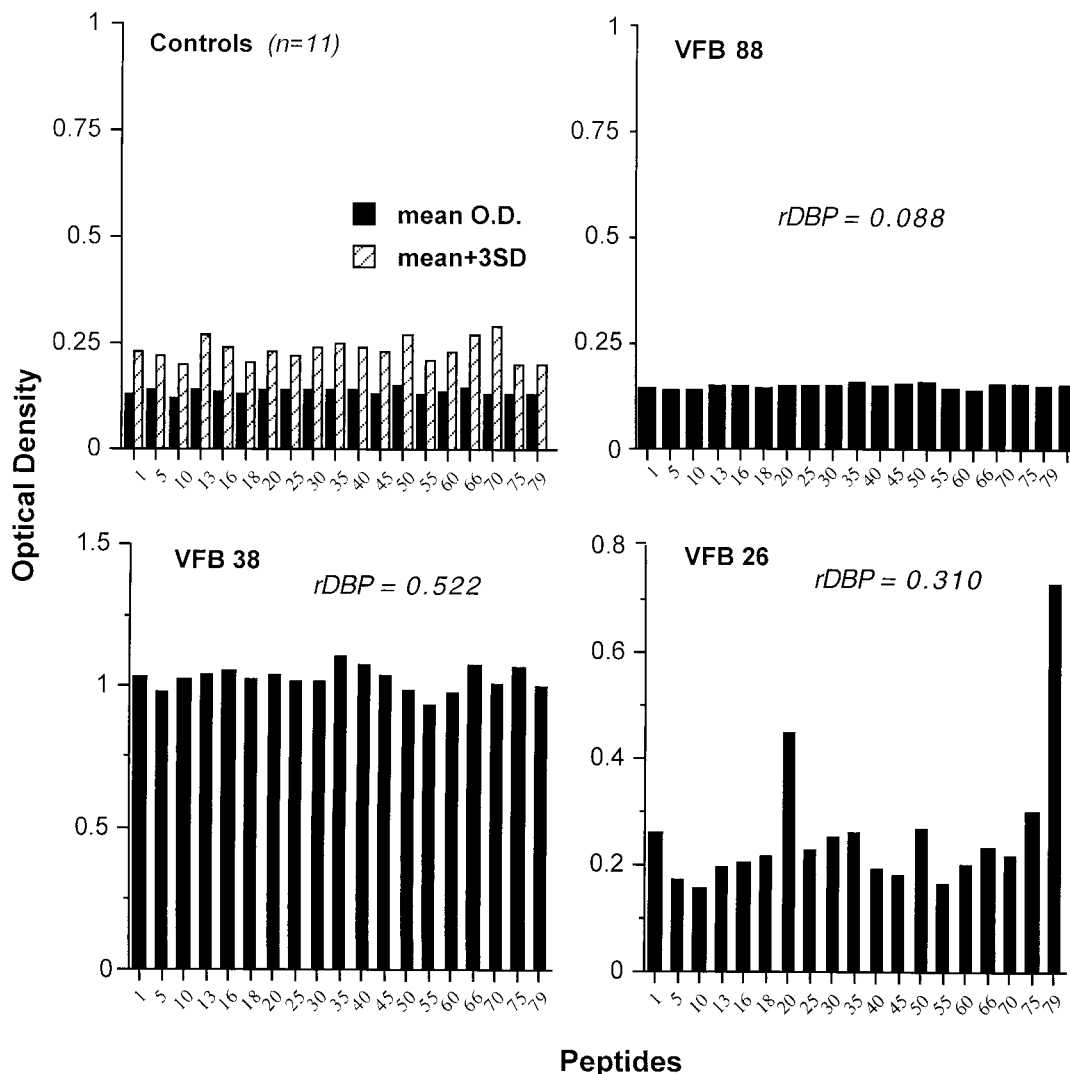 Optical Density
Controls (n=11)
1
0.75
0.5
0.25
0
mean O.D.
mean+3SD
1 5 10 13 16 18 20 25 30 35 40 45 50 55 60 66 70 75 79
VFB 88
rDBP = 0.088
1
0.75
0.5
0.25
0
1 5 10 13 16 18 20 25 30 35 40 45 50 55 60 66 70 75 79
VFB 38
rDBP = 0.522
1.5
1
0.5
0
1 5 10 13 16 18 20 25 30 35 40 45 50 55 60 66 70 75 79
VFB 26
rDBP = 0.310
0.8
0.6
0.4
0.2
0
1 5 10 13 16 18 20 25 30 35 40 45 50 55 60 66 70 75 79
Peptides